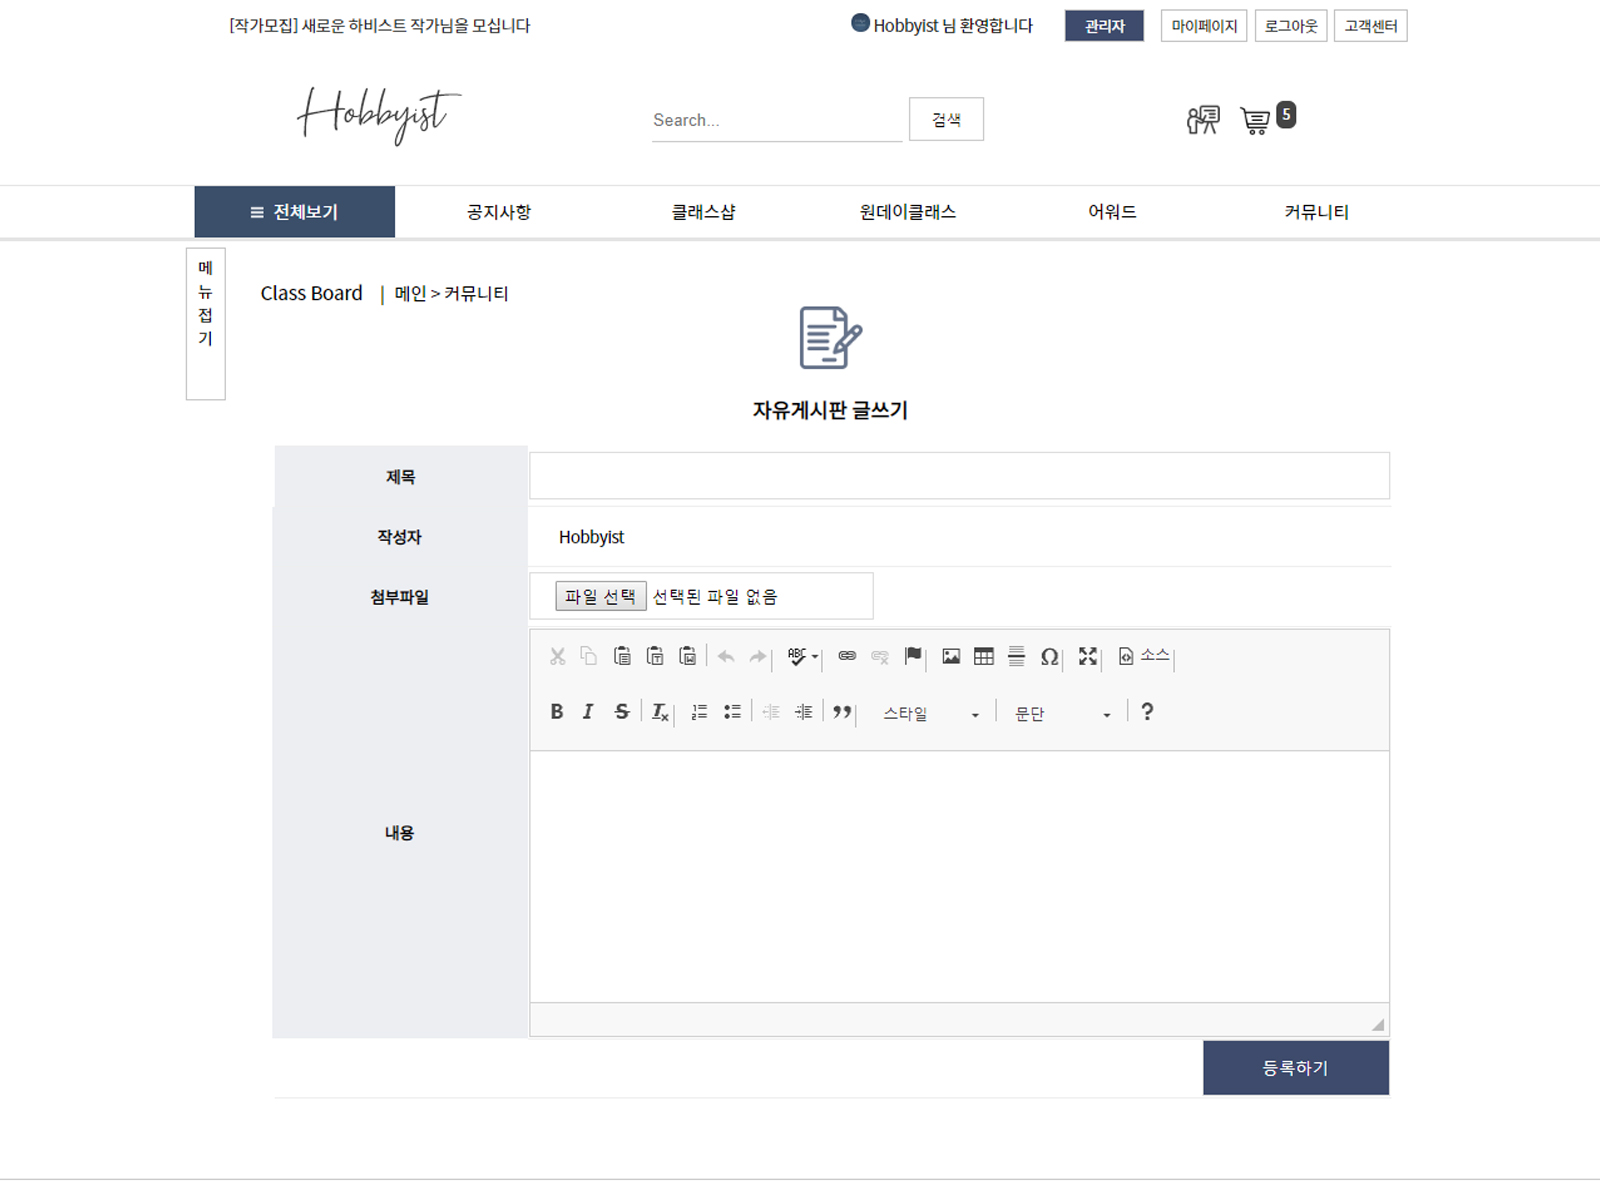 [작가모집] 새로운 하비스트 작가님을 모십니다
Hobbyist 님 환영합니다
관리자
마이페이지
로그아웃
고객센터
Hobbyist
Search...
검색
5
전체보기
공지사항
클래스샵
원데이클래스
어워드
커뮤니티
메
뉴
접
기
Class Board | 메인 > 커뮤니티
자유게시판 글쓰기
제목
작성자
Hobbyist
첨부파일
파일 선택 선택된 파일 없음
ABC
소스
B I S Tx
스타일
문단
?
내용
등록하기